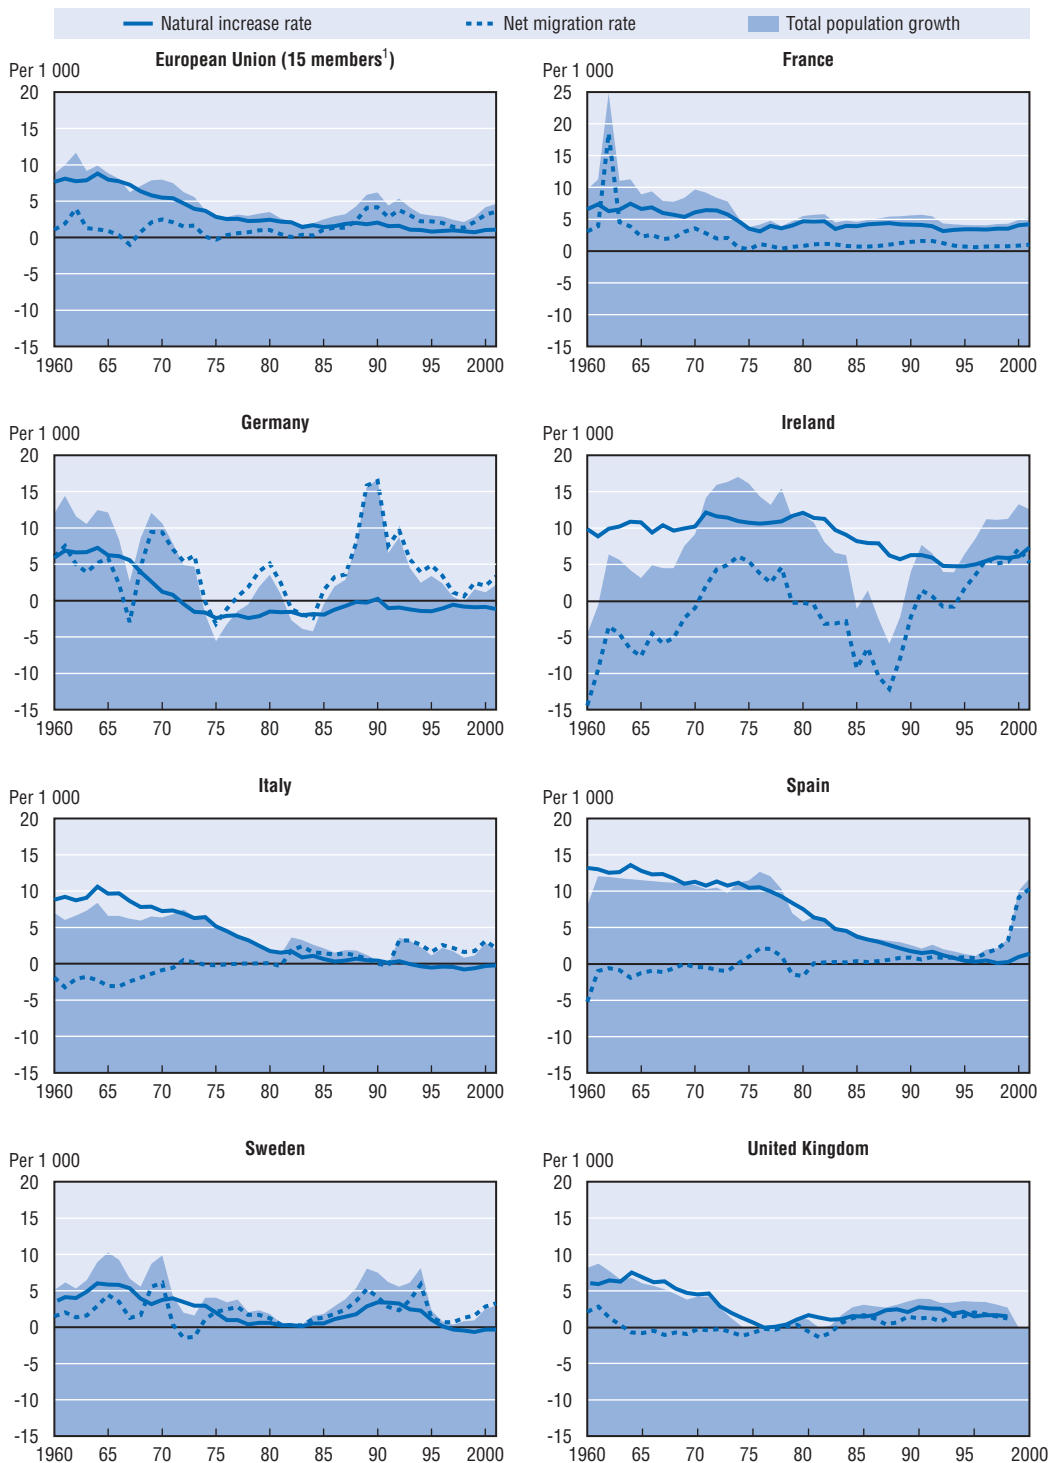 Natural increase rate Net migration rate Total population growth
European Union (15 members¹) France
Per 1 000 Per 1 000
20 25
15 20
10 15
5 10
0 5
-5 0
-10 -5
-15 -10
-15
1960 65 70 75 80 85 90 95 2000 1960 65 70 75 80 85 90 95 2000
Germany Ireland
Per 1 000 Per 1 000
20 20
15 15
10 10
5 5
0 0
-5 -5
-10 -10
-15 -15
1960 65 70 75 80 85 90 95 2000 1960 65 70 75 80 85 90 95 2000
Italy Spain
Per 1 000 Per 1 000
20 20
15 15
10 10
5 5
0 0
-5 -5
-10 -10
-15 -15
1960 65 70 75 80 85 90 95 2000 1960 65 70 75 80 85 90 95 2000
Sweden United Kingdom
Per 1 000 Per 1 000
20 20
15 15
10 10
5 5
0 0
-5 -5
-10 -10
-15 -15
1960 65 70 75 80 85 90 95 2000 1960 65 70 75 80 85 90 95 2000